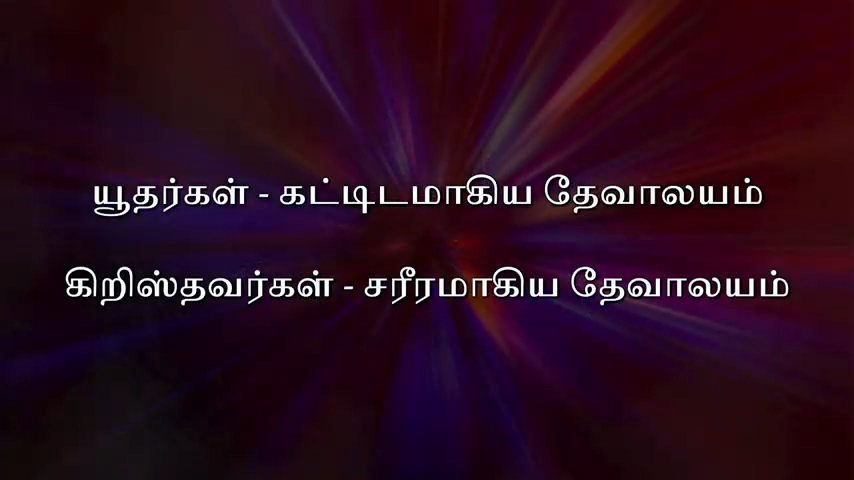 யூதர்கள் - கட்டிடமாகிய தேவாலயம்
கிறிஸ்தவர்கள் - சரீரமாகிய தேவாலயம்